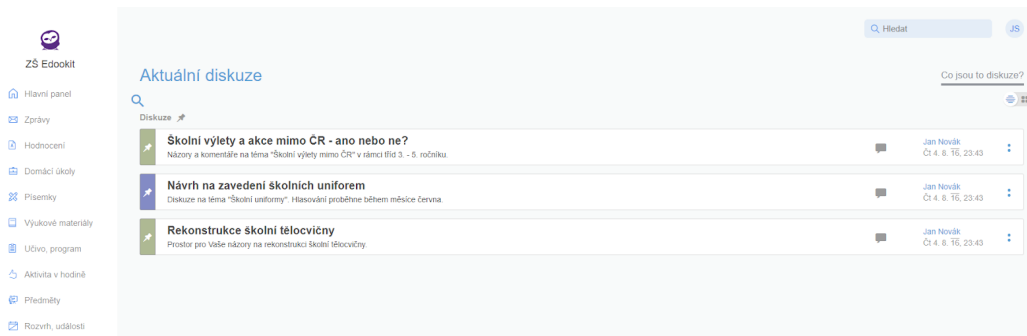 Hledat
JS
ZŠ Edookit
Hlavní panel
Zprávy
Hodnocení
Domácí úkoly
Písemky
Výukové materiály
Učivo, program
Aktivita v hodině
Předměty
Rozvrh, události
Aktuální diskuze
Co jsou to diskuze?
Diskuze
Školní výlety a akce mimo ČR - ano nebo ne?
Názory a komentáře na téma "Školní výlety mimo ČR" v rámci tříd 3. - 5. ročníku.
Jan Novák
Čt 4. 8. 16, 23:43
Návrh na zavedení školních uniforem
Diskuze na téma "Školní uniformy". Hlasování proběhne během měsíce června.
Jan Novák
Čt 4. 8. 16, 23:43
Rekonstrukce školní tělocvičny
Prostor pro Vaše názory na rekonstrukci školní tělocvičny.
Jan Novák
Čt 4. 8. 16, 23:43